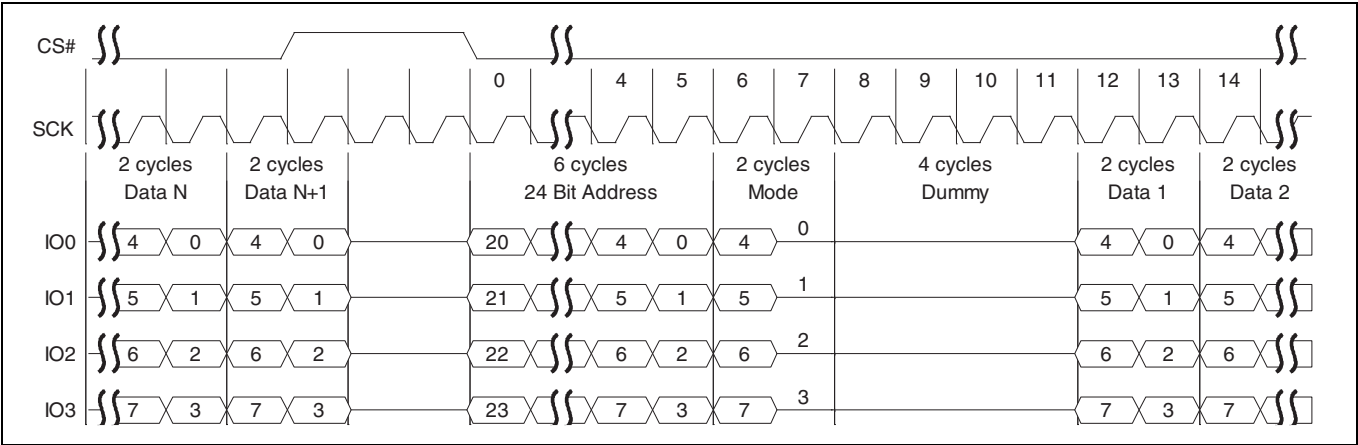 CS#
0 4 5 6 7 8 9 10 11 12 13 14
SCK
2 cycles 2 cycles 6 cycles 2 cycles 4 cycles 2 cycles 2 cycles
Data N Data N+1 24 Bit Address Mode Dummy Data 1 Data 2
IO0 4 0 4 0 20 4 0 4 0 4 0 4
IO1 5 1 5 1 21 5 1 5 1 5 1 5
IO2 6 2 6 2 22 6 2 6 2 6 2 6
IO3 7 3 7 3 23 7 3 7 3 7 3 7